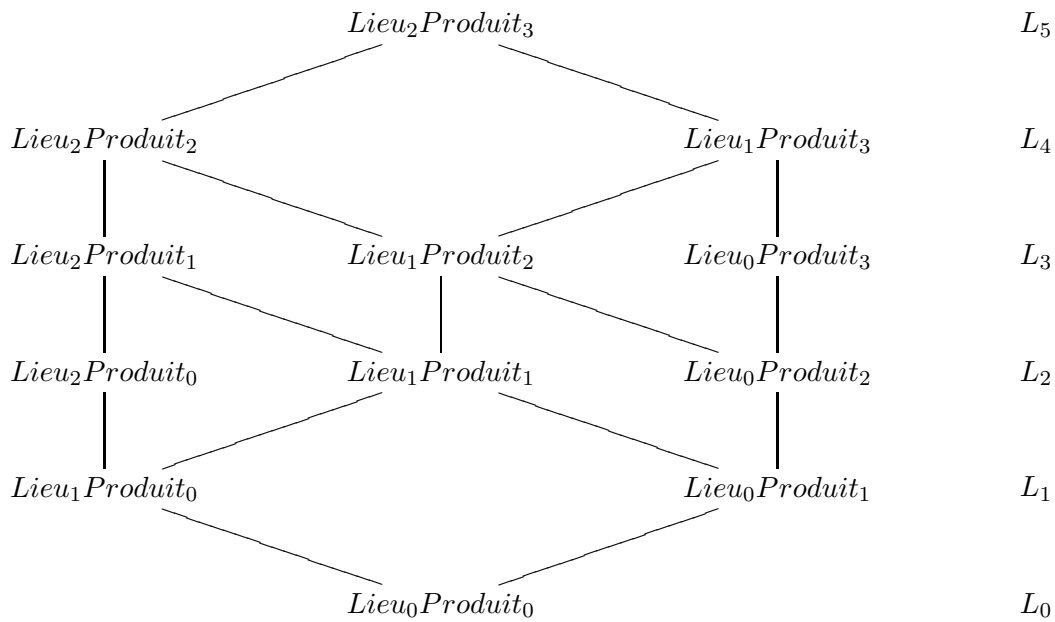 Lieu₂Produit₃ L₅
Lieu₂Produit₂ Lieu₁Produit₃ L₄
Lieu₂Produit₁ Lieu₁Produit₂ Lieu₀Produit₃ L₃
Lieu₂Produit₀ Lieu₁Produit₁ Lieu₀Produit₂ L₂
Lieu₁Produit₀ Lieu₀Produit₁ L₁
Lieu₀Produit₀ L₀